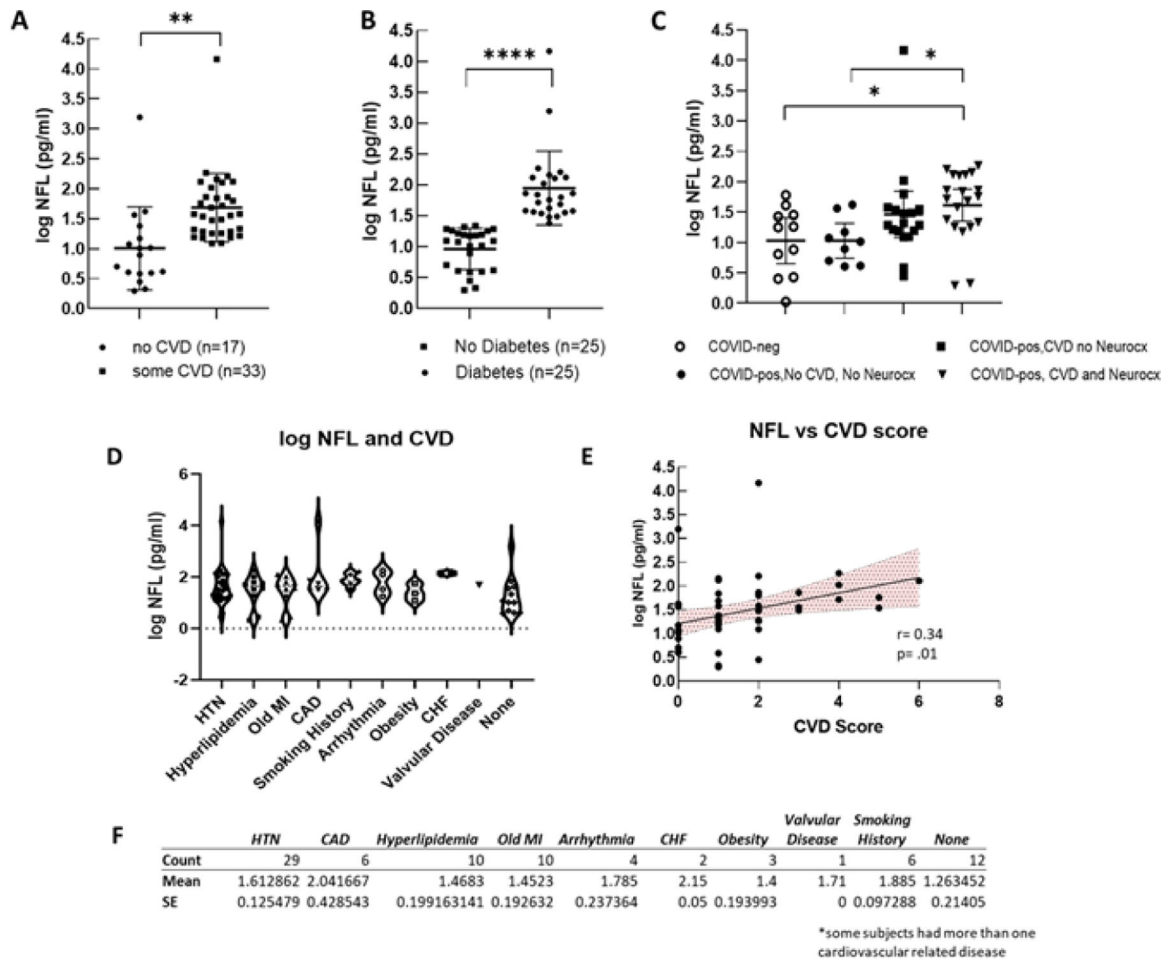 A
**
4.5
4.0
3.5
3.0
2.5
2.0
1.5
1.0
0.5
0.0
log NFL (pg/ml)
no CVD (n=17)
some CVD (n=33)
B
****
4.5
4.0
3.5
3.0
2.5
2.0
1.5
1.0
0.5
0.0
log NFL (pg/ml)
No Diabetes (n=25)
Diabetes (n=25)
C
*
*
4.5
4.0
3.5
3.0
2.5
2.0
1.5
1.0
0.5
0.0
log NFL (pg/ml)
COVID-neg
COVID-pos,CVD no Neurocx
COVID-pos,No CVD, No Neurocx
COVID-pos, CVD and Neurocx
D
log NFL and CVD
6
4
2
0
-2
log NFL (pg/ml)
HTN
Hyperlipidemia
Old MI
CAD
Smoking History
Arrhythmia
Obesity
CHF
Valvular Disease
None
E
NFL vs CVD score
4.5
4.0
3.5
3.0
2.5
2.0
1.5
1.0
0.5
0.0
log NFL (pg/ml)
r= 0.34
p= .01
0 2 4 6 8
CVD Score
F
HTN CAD Hyperlipidemia Old MI Arrhythmia CHF Obesity Valvular Disease Smoking History None
Count 29 6 10 10 4 2 3 1 6 12
Mean 1.612862 2.041667 1.4683 1.4523 1.785 2.15 1.4 1.71 1.885 1.263452
SE 0.125479 0.428543 0.199163141 0.192632 0.237364 0.05 0.193993 0 0.097288 0.21405
*some subjects had more than one
cardiovascular related disease